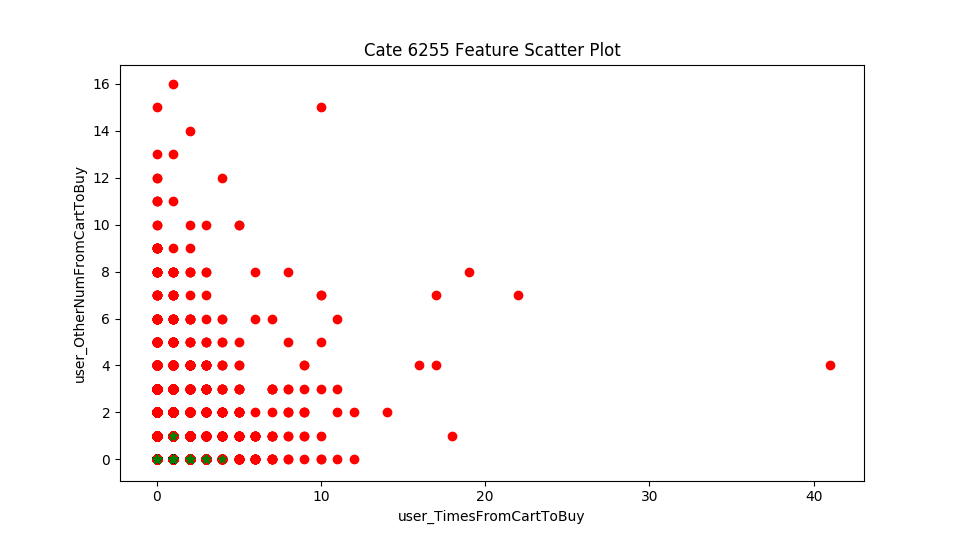 Cate 6255 Feature Scatter Plot
16
14
12
10
8
6
4
2
0
user_OtherNumFromCartToBuy
0 10 20 30 40
user_TimesFromCartToBuy